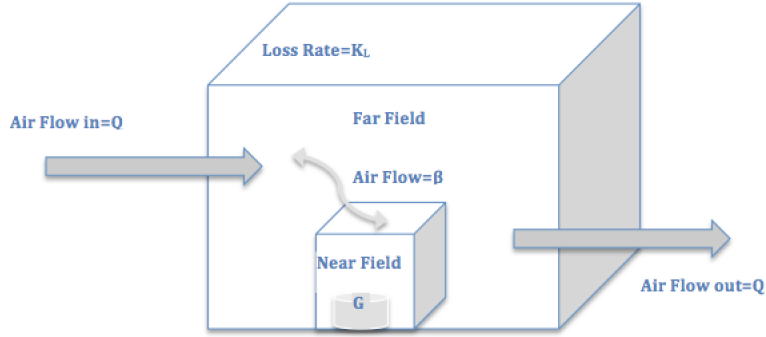 Loss Rate=KL
Far Field
Air Flow in=Q
Air Flow=β
Near Field
G
Air Flow out=Q